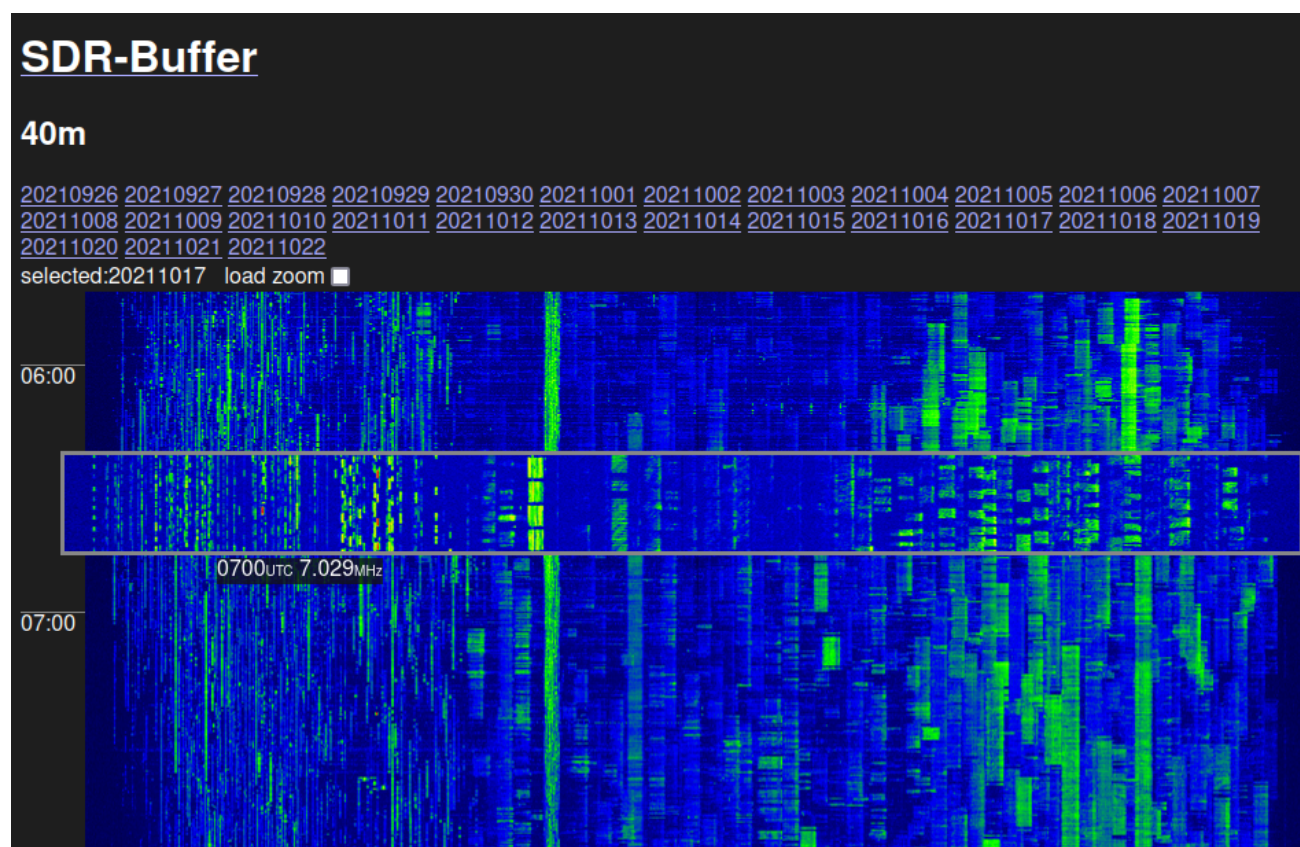 SDR-Buffer
40m
20210926 20210927 20210928 20210929 20210930 20211001 20211002 20211003 20211004 20211005 20211006 20211007
20211008 20211009 20211010 20211011 20211012 20211013 20211014 20211015 20211016 20211017 20211018 20211019
20211020 20211021 20211022
selected:20211017 load zoom
06:00
0700UTC 7.029MHz
07:00